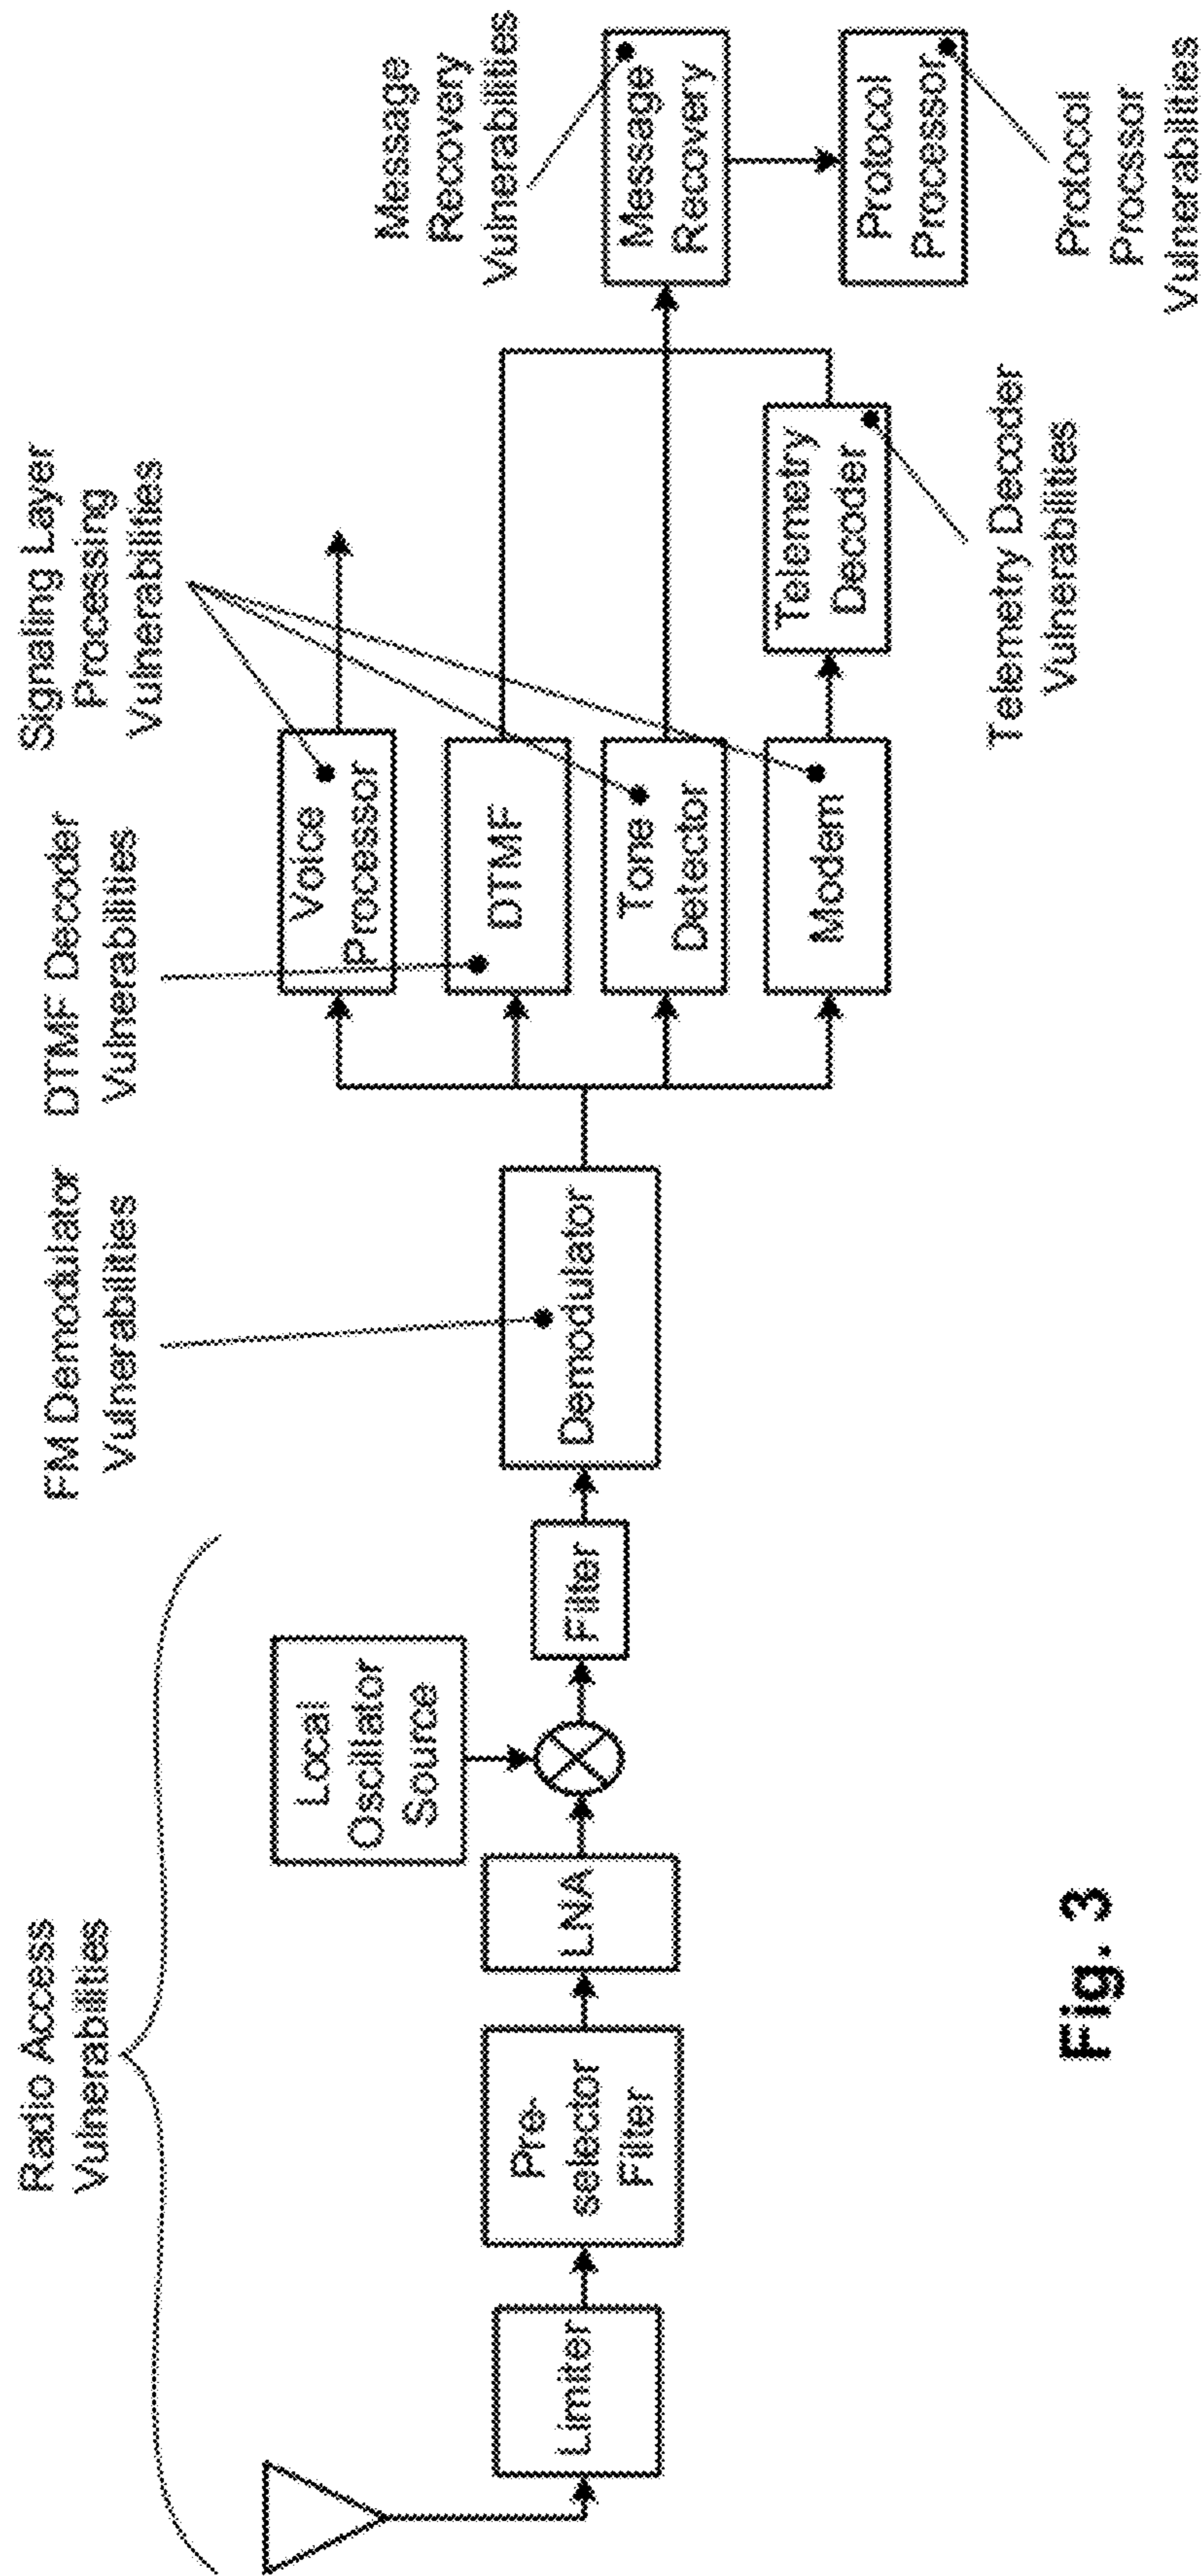 Radio Access
Vulnerabilities
FM Demodulator
Vulnerabilities
DTMF Decoder
Vulnerabilities
Signaling Layer
Processing
Vulnerabilities
Message
Recovery
Vulnerabilities
Limiter
Pre-
selector
Filter
LNA
Local
Oscillator
Source
Filter
Demodulator
Voice
Processor
DTMF
Tone
Detector
Modem
Telemetry
Decoder
Message
Recovery
Protocol
Processor
Telemetry Decoder
Vulnerabilities
Protocol
Procssor
Vulnerabilities
Fig. 3